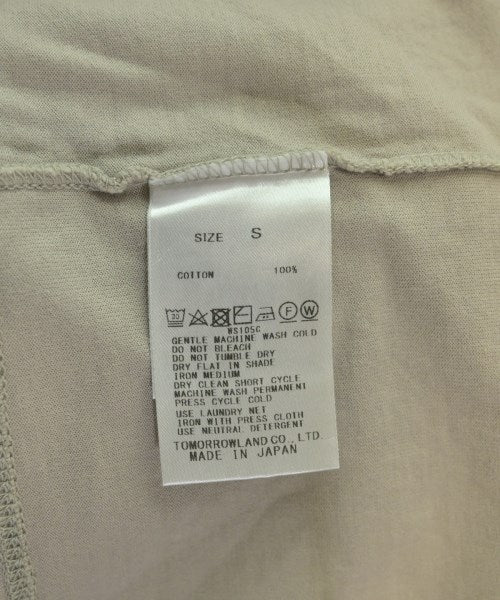 SIZE S
COTTON 100%
30 F W
WS10SG
GENTLE MACHINE WASH COLD
DO NOT BLEACH
DO NOT TUMBLE DRY
DRY FLAT IN SHADE
IRON MEDIUM
DRY CLEAN SHORT CYCLE
MACHINE WASH PERMANENT
PRESS CYCLE COLD
USE LAUNDRY NET
IRON WITH PRESS CLOTH
USE NEUTRAL DETERGENT
TOMORROWLAND CO., LTD.
MADE IN JAPAN